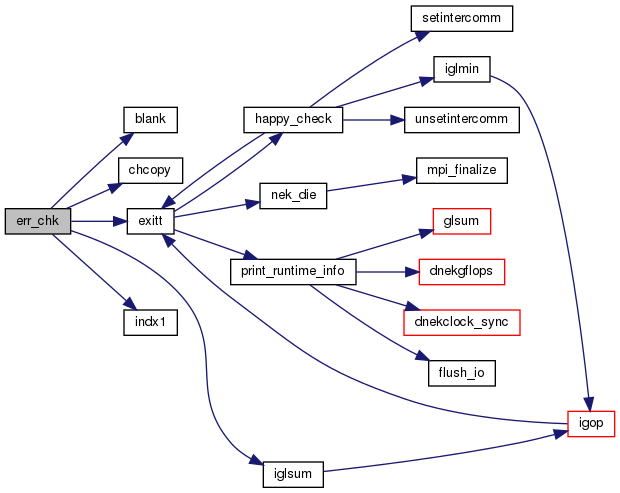 setintercomm
iglmin
blank
happy_check
unsetintercomm
chcopy
mpi_finalize
nek_die
err_chk
exitt
glsum
print_runtime_info
dnekgflops
indx1
dnekclock_sync
flush_io
igop
iglsum